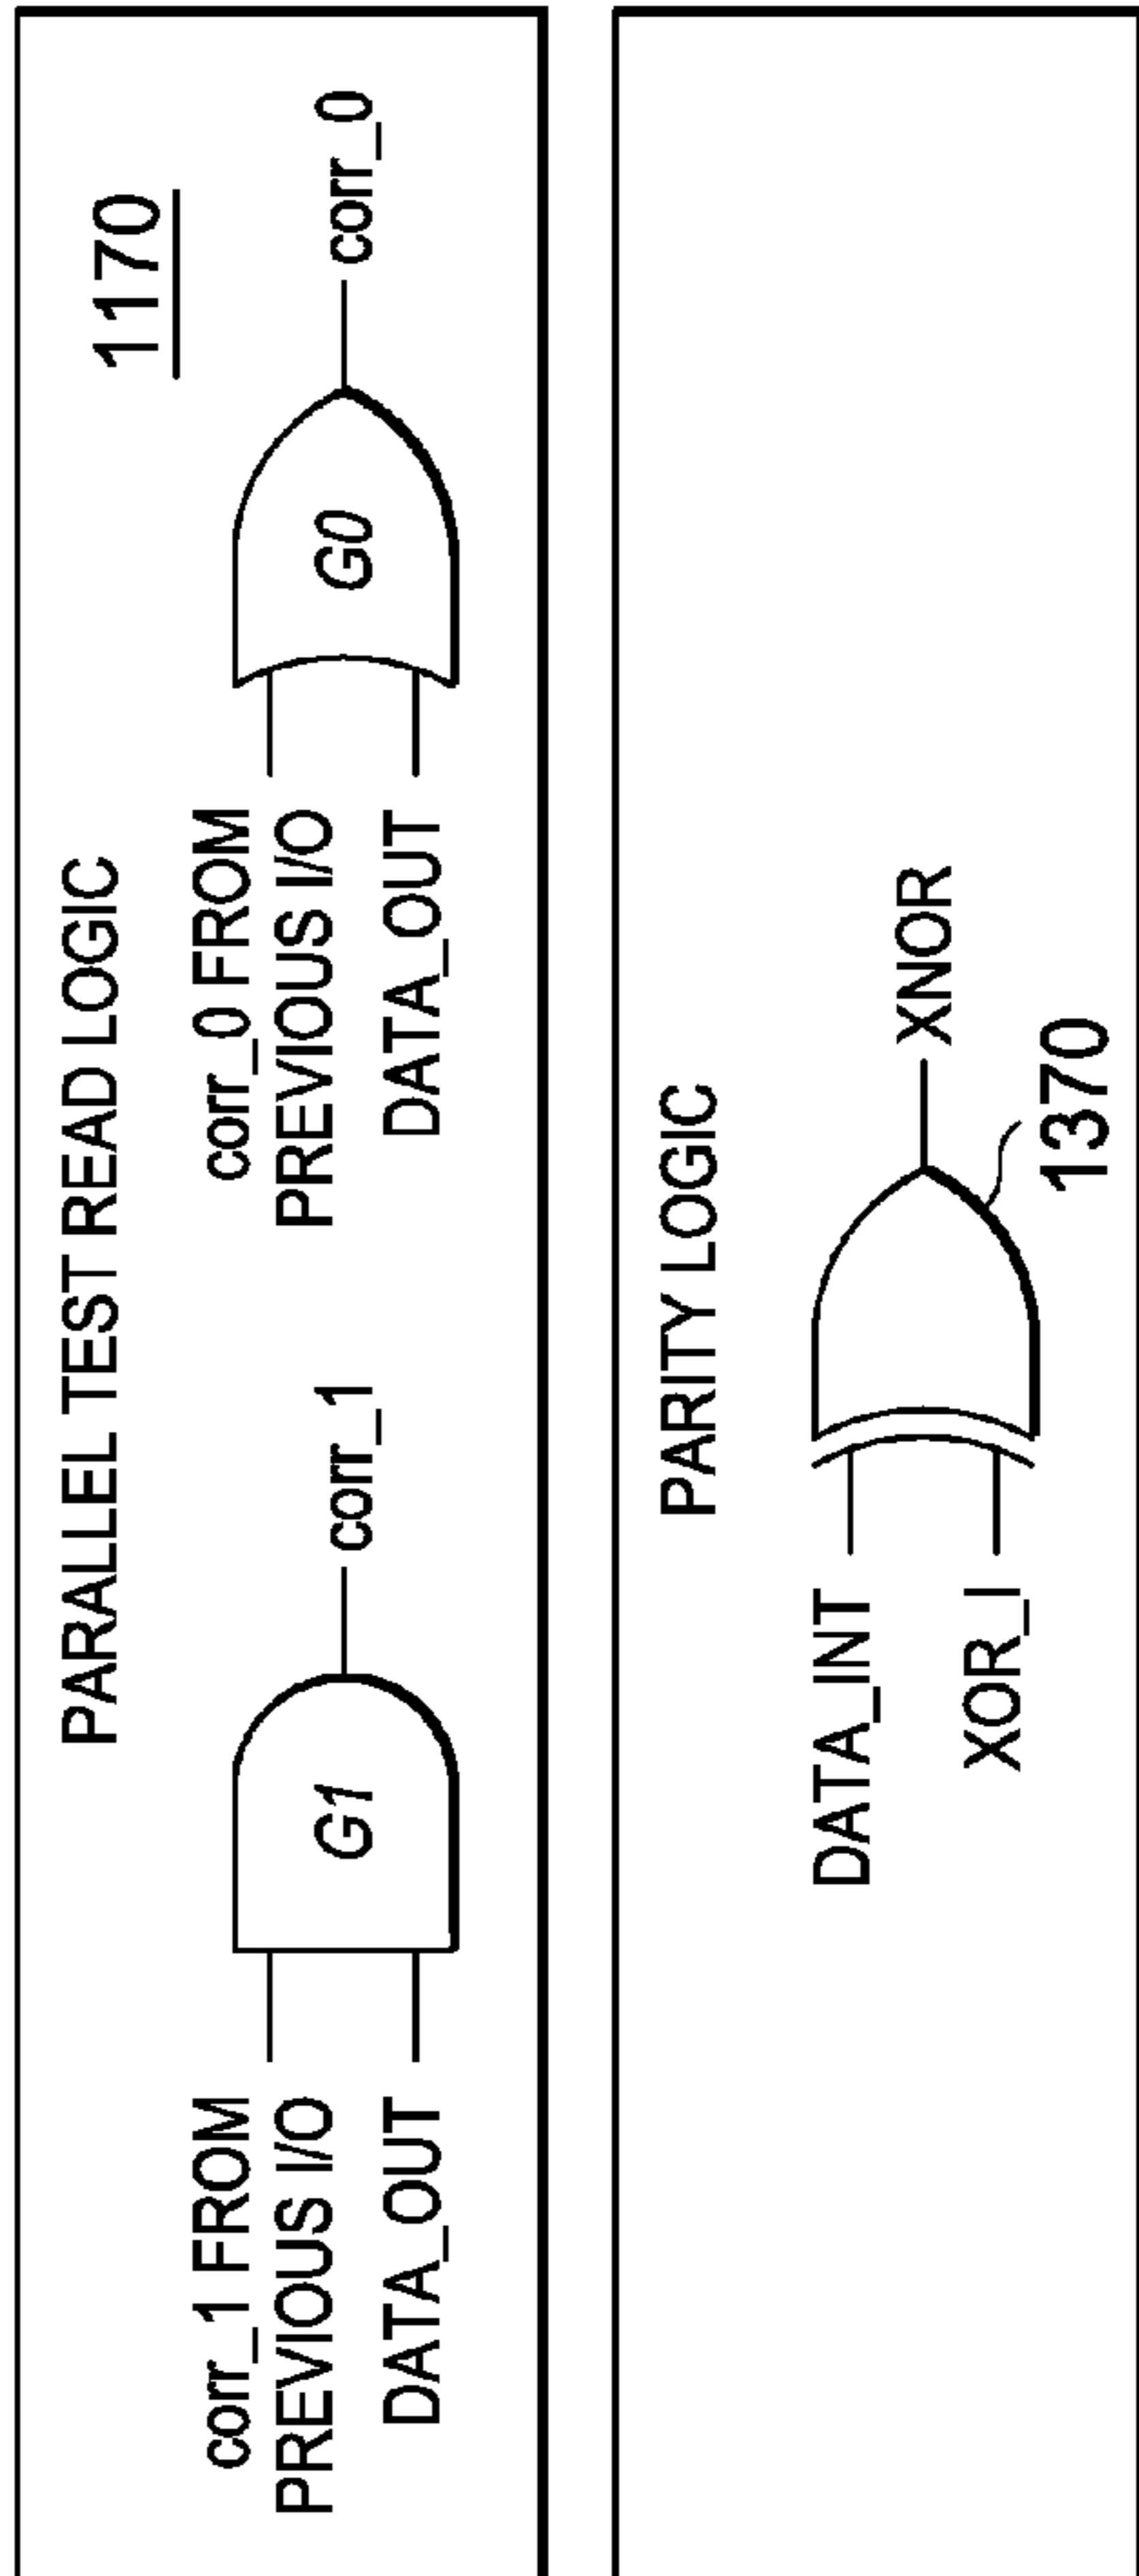 PARALLEL TEST READ LOGIC
1170
corr_1 FROM
PREVIOUS I/O
DATA_OUT
G1
corr_1
corr_0 FROM
PREVIOUS I/O
DATA_OUT
G0
corr_0
PARITY LOGIC
DATA_INT
XOR_I
XNOR
1370